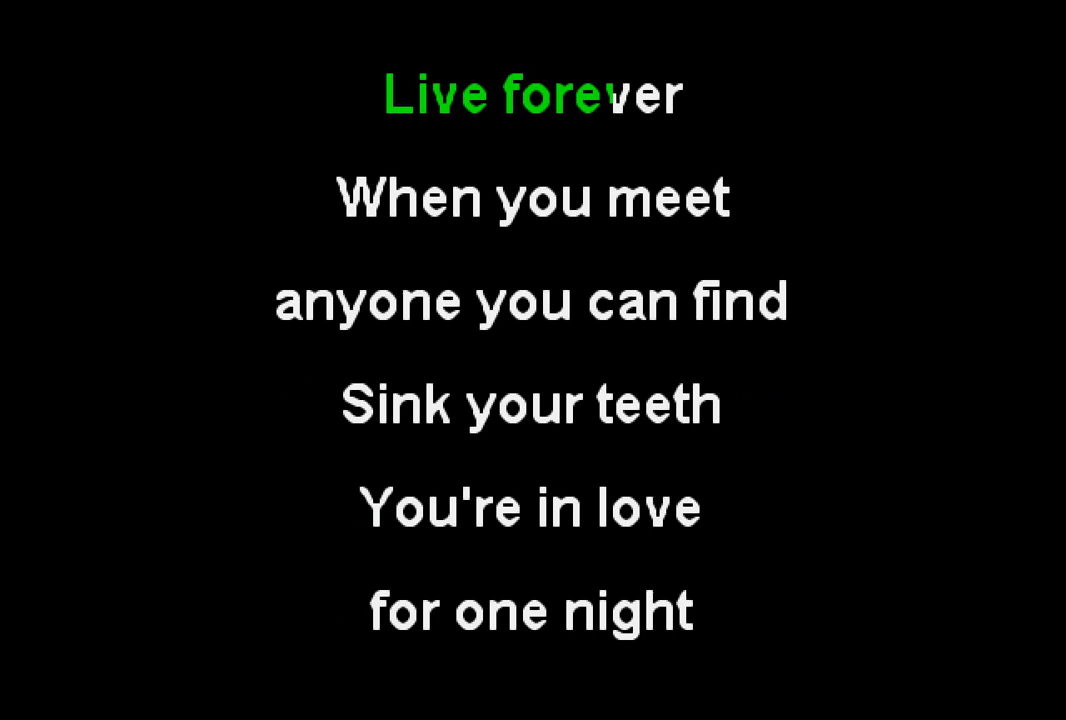 Live forever
When you meet
anyone you can find
Sink your teeth
You're in love
for one night